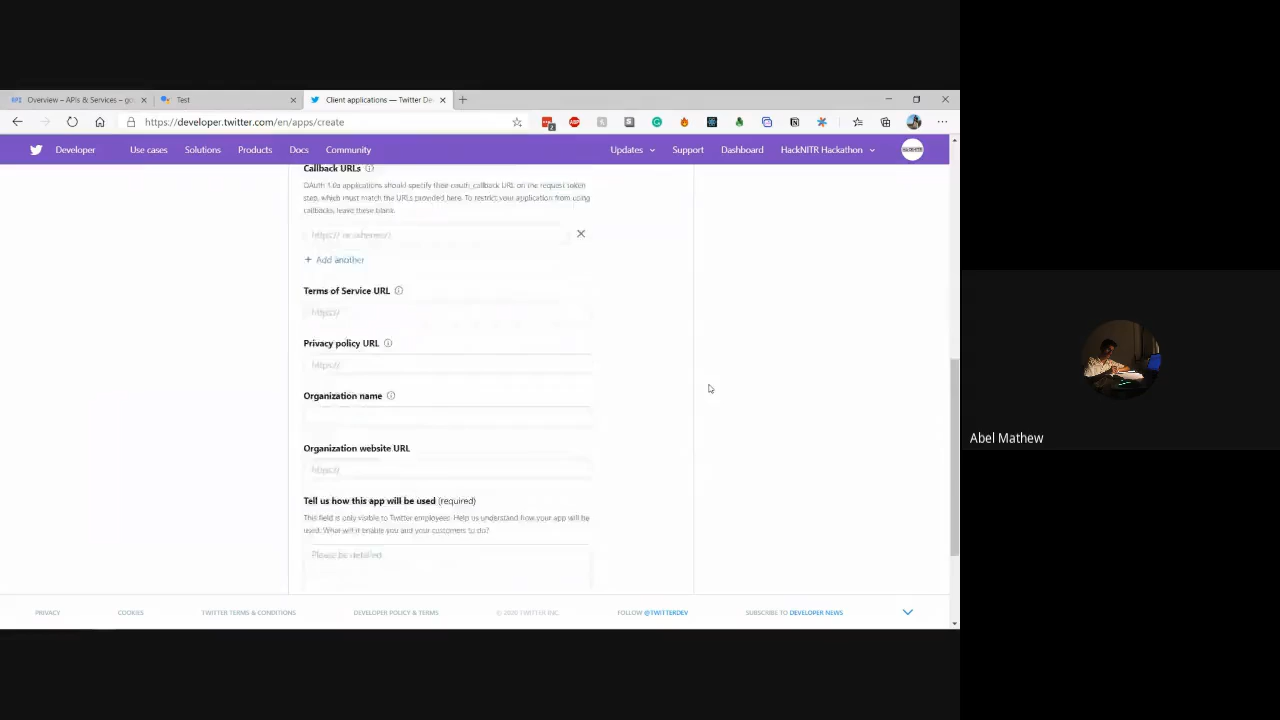 Overview – APIs & Services – go
Test
Client applications — Twitter De
https://developer.twitter.com/en/apps/create
Developer
Use cases
Solutions
Products
Docs
Community
Updates
Support
Dashboard
HackNITR Hackathon
Callback URLs
OAuth 1.0a applications should specify their oauth_callback URL on the request token
step, which must match the URLs provided here. To restrict your application from using
callbacks, leave these blank.
https://
+ Add another
Terms of Service URL
https://
Privacy policy URL
https://
Organization name
Organization website URL
https://
Tell us how this app will be used (required)
This field is only visible to Twitter employees. Help us understand how your app will be
used. What will it enable you and your customers to do?
Please be detailed
PRIVACY
COOKIES
TWITTER TERMS & CONDITIONS
DEVELOPER POLICY & TERMS
© 2020 TWITTER INC.
FOLLOW @TWITTERDEV
SUBSCRIBE TO DEVELOPER NEWS
Abel Mathew